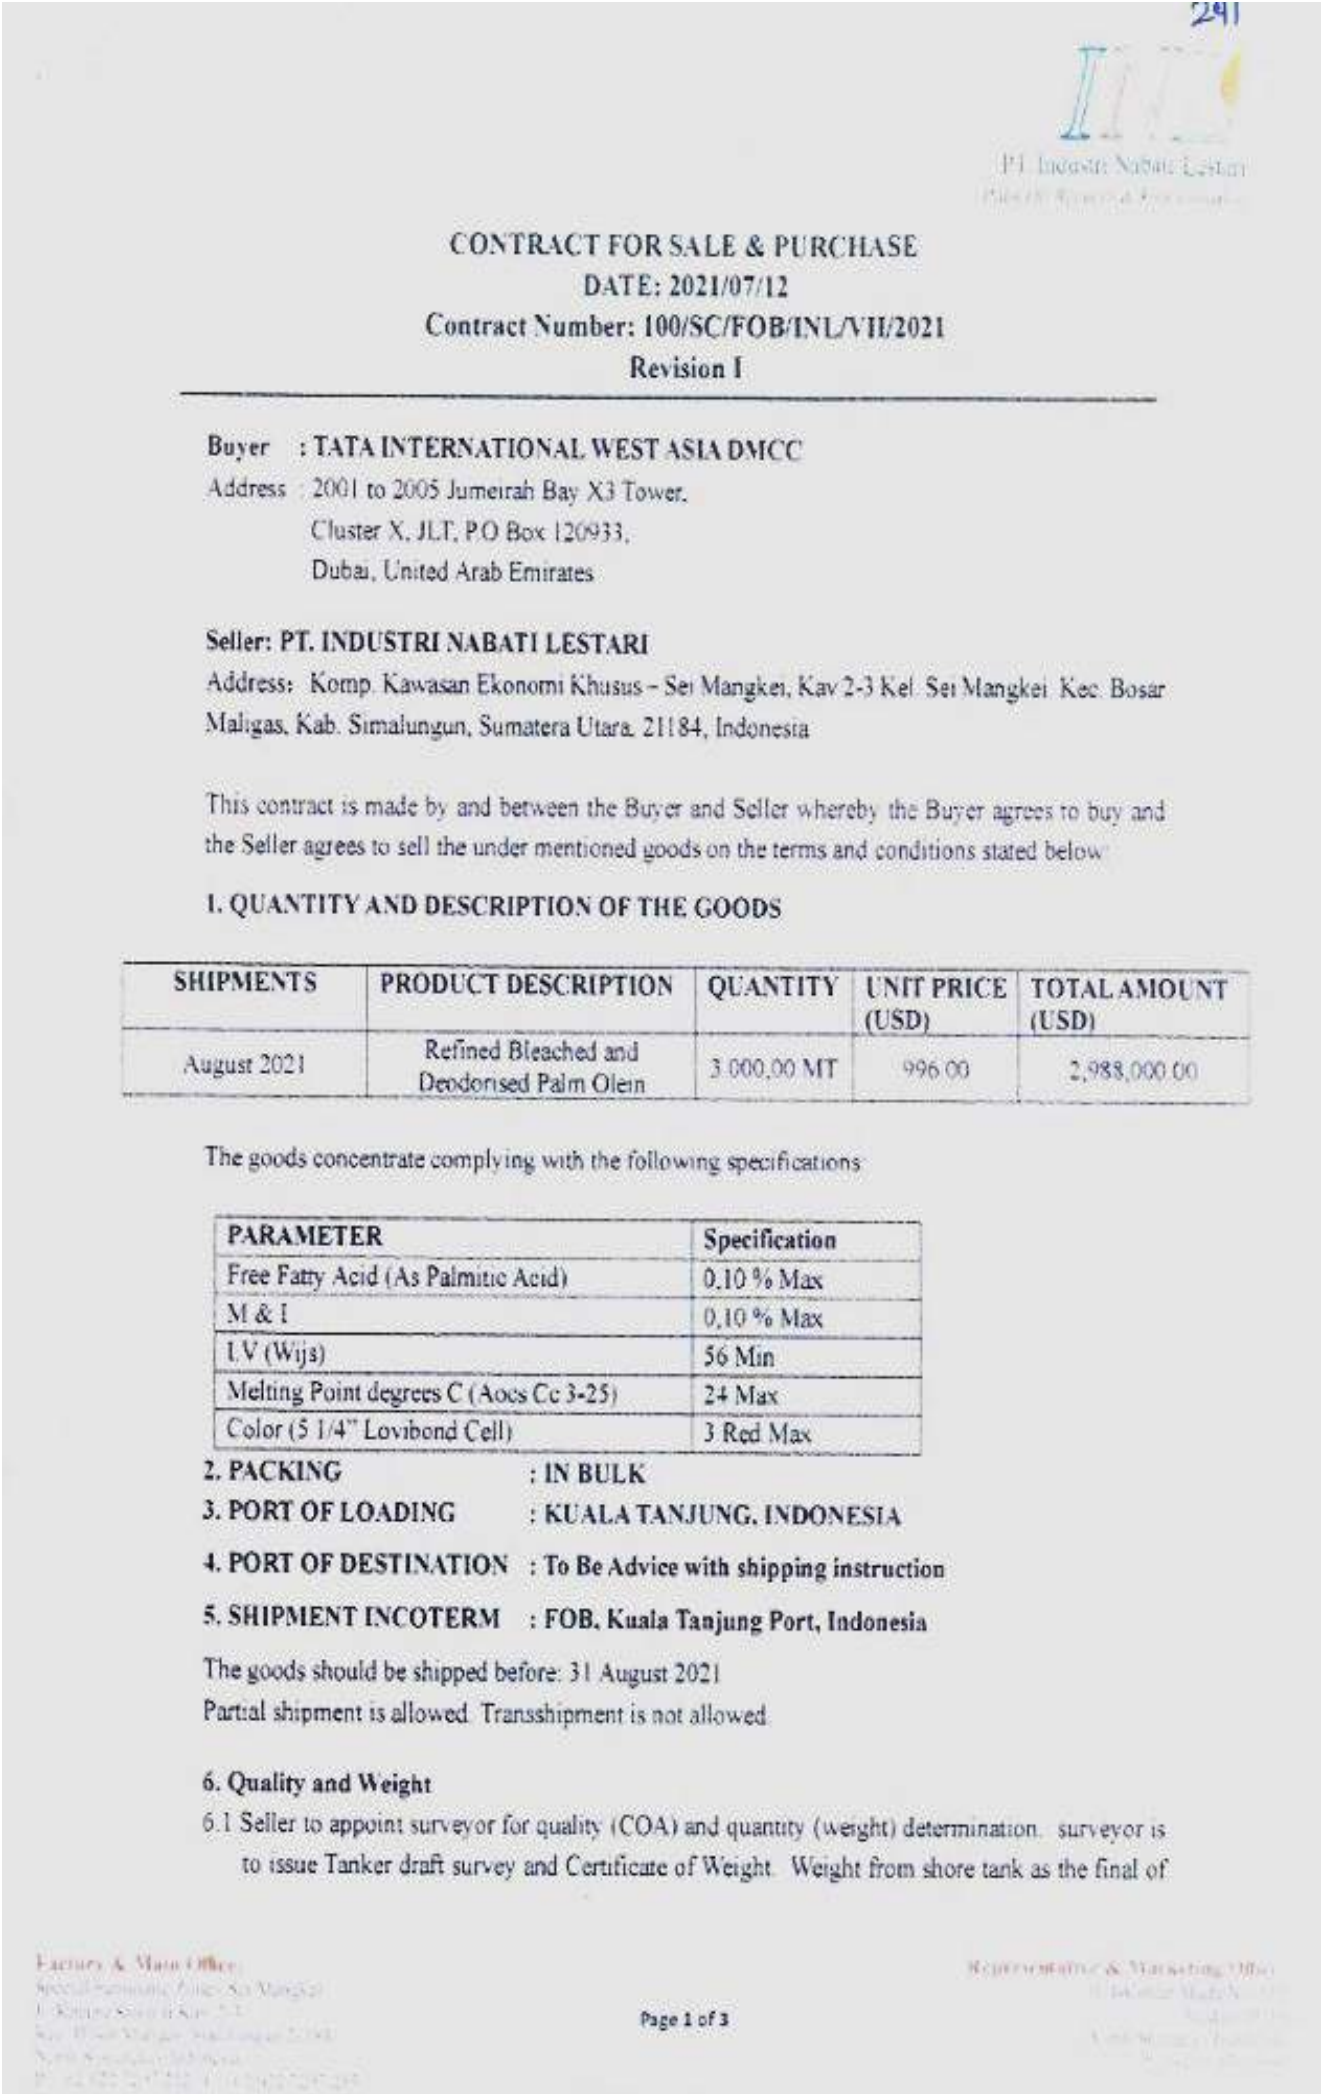 241
PT. Industri Nabati Lestari
CONTRACT FOR SALE & PURCHASE
DATE: 2021/07/12
Contract Number: 100/SC/FOB/INL/VII/2021
Revision I
Buyer : TATA INTERNATIONAL WEST ASIA DMCC
Address : 2001 to 2005 Jumeirah Bay X3 Tower,
Cluster X, JLT, P.O Box 120933,
Dubai, United Arab Emirates
Seller: PT. INDUSTRI NABATI LESTARI
Address: Komp. Kawasan Ekonomi Khusus – Sei Mangkei, Kav 2-3 Kel. Sei Mangkei Kec. Bosar
Maligas, Kab. Simalungun, Sumatera Utara, 21184, Indonesia
This contract is made by and between the Buyer and Seller whereby the Buyer agrees to buy and
the Seller agrees to sell the under mentioned goods on the terms and conditions stated below:
1. QUANTITY AND DESCRIPTION OF THE GOODS
SHIPMENTS PRODUCT DESCRIPTION QUANTITY UNIT PRICE (USD) TOTAL AMOUNT (USD)
August 2021 Refined Bleached and Deodorised Palm Olein 3.000,00 MT 996.00 2,988,000.00
The goods concentrate complying with the following specifications:
PARAMETER Specification
Free Fatty Acid (As Palmitic Acid) 0.10 % Max
M & I 0,10 % Max
I.V (Wijs) 56 Min
Melting Point degrees C (Aocs Cc 3-25) 24 Max
Color (5 1/4" Lovibond Cell) 3 Red Max
2. PACKING : IN BULK
3. PORT OF LOADING : KUALA TANJUNG, INDONESIA
4. PORT OF DESTINATION : To Be Advice with shipping instruction
5. SHIPMENT INCOTERM : FOB, Kuala Tanjung Port, Indonesia
The goods should be shipped before: 31 August 2021
Partial shipment is allowed. Transshipment is not allowed
6. Quality and Weight
6.1 Seller to appoint surveyor for quality (COA) and quantity (weight) determination. surveyor is
to issue Tanker draft survey and Certificate of Weight. Weight from shore tank as the final of
Factory & Main Office
Representative & Marketing Office
Page 1 of 3